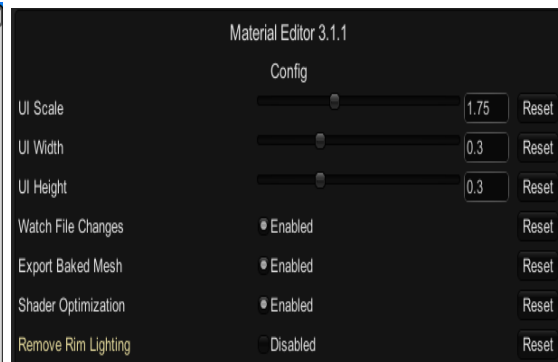 Material Editor 3.1.1
Config
UI Scale 1.75 Reset
UI Width 0.3 Reset
UI Height 0.3 Reset
Watch File Changes Enabled Reset
Export Baked Mesh Enabled Reset
Shader Optimization Enabled Reset
Remove Rim Lighting Disabled Reset